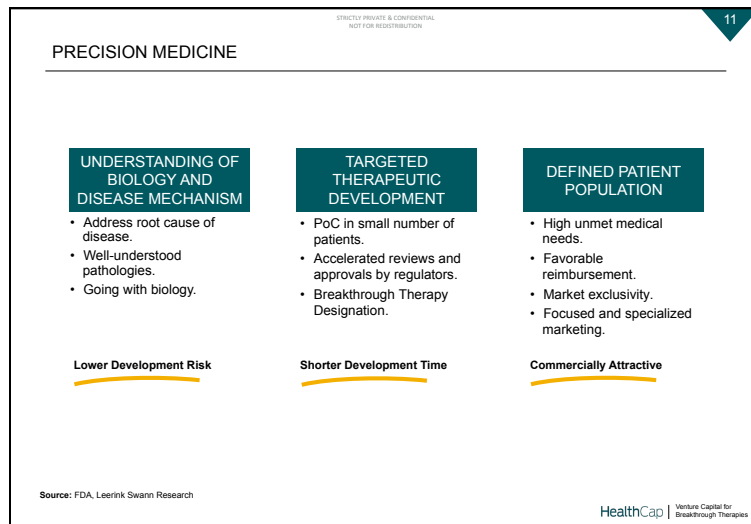 STRICTLY PRIVATE & CONFIDENTIAL
NOT FOR REDISTRIBUTION
11
PRECISION MEDICINE
UNDERSTANDING OF
BIOLOGY AND
DISEASE MECHANISM
• Address root cause of
disease.
• Well-understood
pathologies.
• Going with biology.
Lower Development Risk
TARGETED
THERAPEUTIC
DEVELOPMENT
• PoC in small number of
patients.
• Accelerated reviews and
approvals by regulators.
• Breakthrough Therapy
Designation.
Shorter Development Time
DEFINED PATIENT
POPULATION
• High unmet medical
needs.
• Favorable
reimbursement.
• Market exclusivity.
• Focused and specialized
marketing.
Commercially Attractive
Source: FDA, Leerink Swann Research
HealthCap
Venture Capital for
Breakthrough Therapies